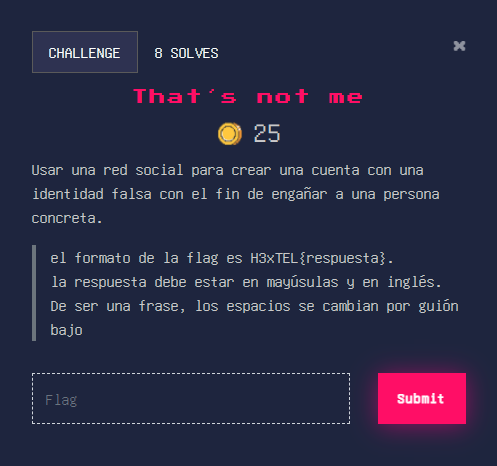 CHALLENGE 8 SOLVES ×
That's not me
25
Usar una red social para crear una cuenta con una
identidad falsa con el fin de engañar a una persona
concreta.
el formato de la flag es H3xTEL{respuesta}.
la respuesta debe estar en mayúsulas y en inglés.
De ser una frase, los espacios se cambian por guión
bajo
Flag
Submit